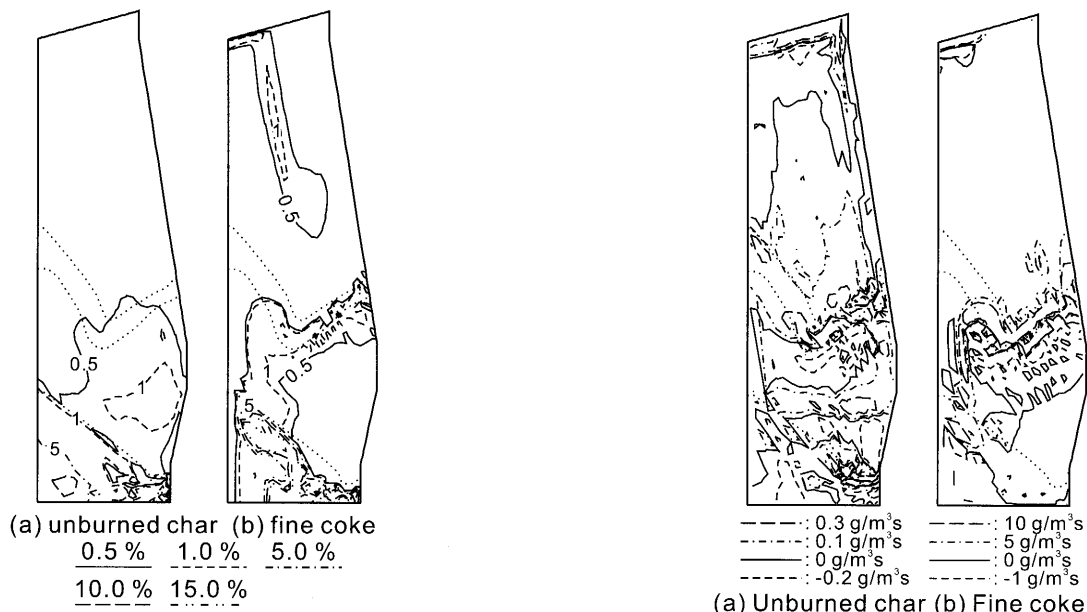 0.5
5
0.5
0.5
5
(a) unburned char (b) fine coke
0.5 % 1.0 % 5.0 %
10.0 % 15.0 %
: 0.3 g/m³s
: 0.1 g/m³s
: 0 g/m³s
: -0.2 g/m³s
: 10 g/m³s
: 5 g/m³s
: 0 g/m³s
: -1 g/m³s
(a) Unburned char (b) Fine coke